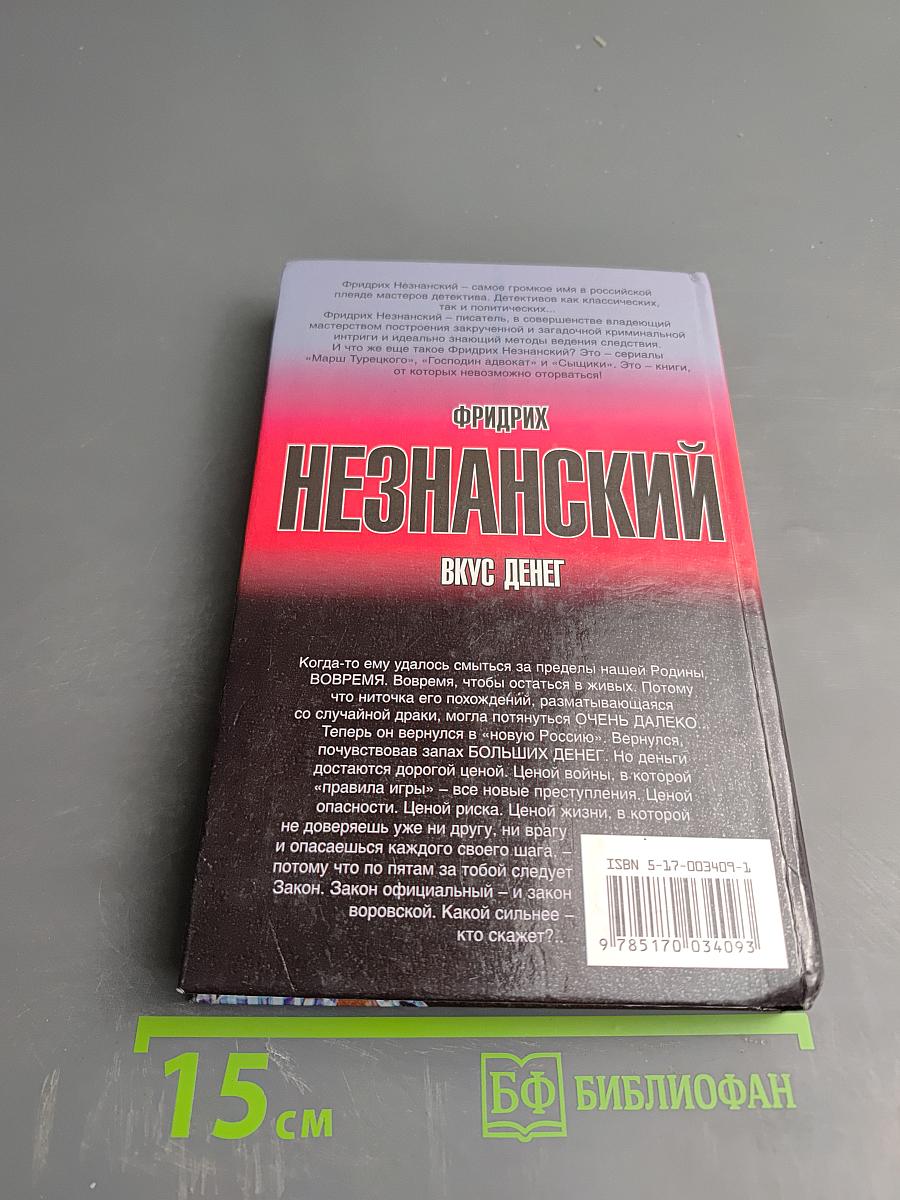 Фридрих Незнанский – самое громкое имя в российской
плеяде мастеров детектива. Детективов как классических,
так и политических...
Фридрих Незнанский – писатель, в совершенстве владеющий
мастерством построения закрученной и загадочной криминальной
интриги и идеально знающий методы ведения следствия.
И что же еще такое Фридрих Незнанский? Это – сериалы
«Марш Турецкого», «Господин адвокат» и «Сыщики». Это – книги,
от которых невозможно оторваться!
ФРИДРИХ
НЕЗНАНСКИЙ
ВКУС ДЕНЕГ
Когда-то ему удалось смыться за пределы нашей Родины.
ВОВРЕМЯ. Вовремя, чтобы остаться в живых. Потому
что ниточка его похождений, разматывающаяся
со случайной драки, могла потянуться ОЧЕНЬ ДАЛЕКО...
Теперь он вернулся в «новую Россию». Вернулся,
почувствовав запах БОЛЬШИХ ДЕНЕГ. Но деньги
достаются дорогой ценой. Ценой войны, в которой
«правила игры» – все новые преступления. Ценой
опасности. Ценой риска. Ценой жизни, в которой
не доверяешь уже ни другу, ни врагу
и опасаешься каждого своего шага, –
потому что по пятам за тобой следует
Закон. Закон официальный – и закон
воровской. Какой сильнее –
кто скажет?..
ISBN 5-17-003409-1
9 785170 034093
15 см
БФ БИБЛИОФАН